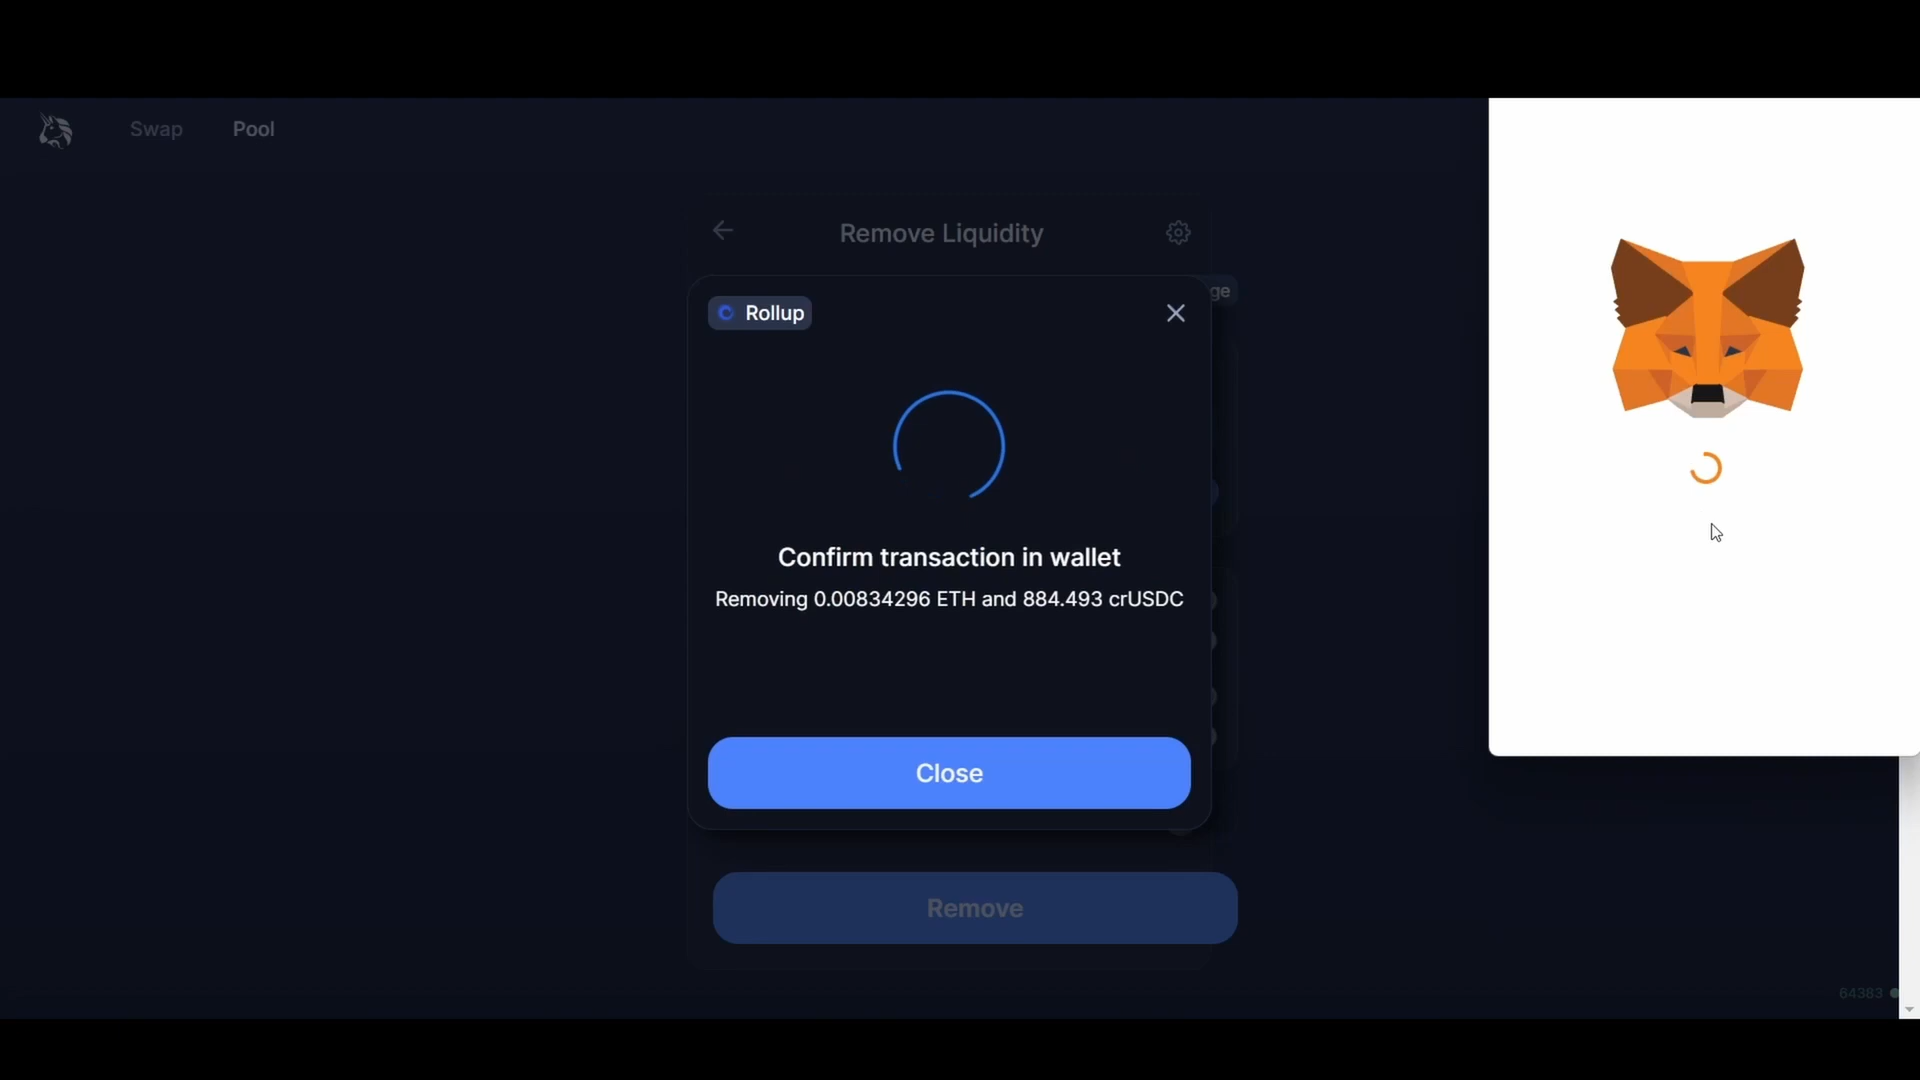 Swap Pool
Remove Liquidity
ge
Rollup
Confirm transaction in wallet
Removing 0.00834296 ETH and 884.493 crUSDC
Close
Remove
64383